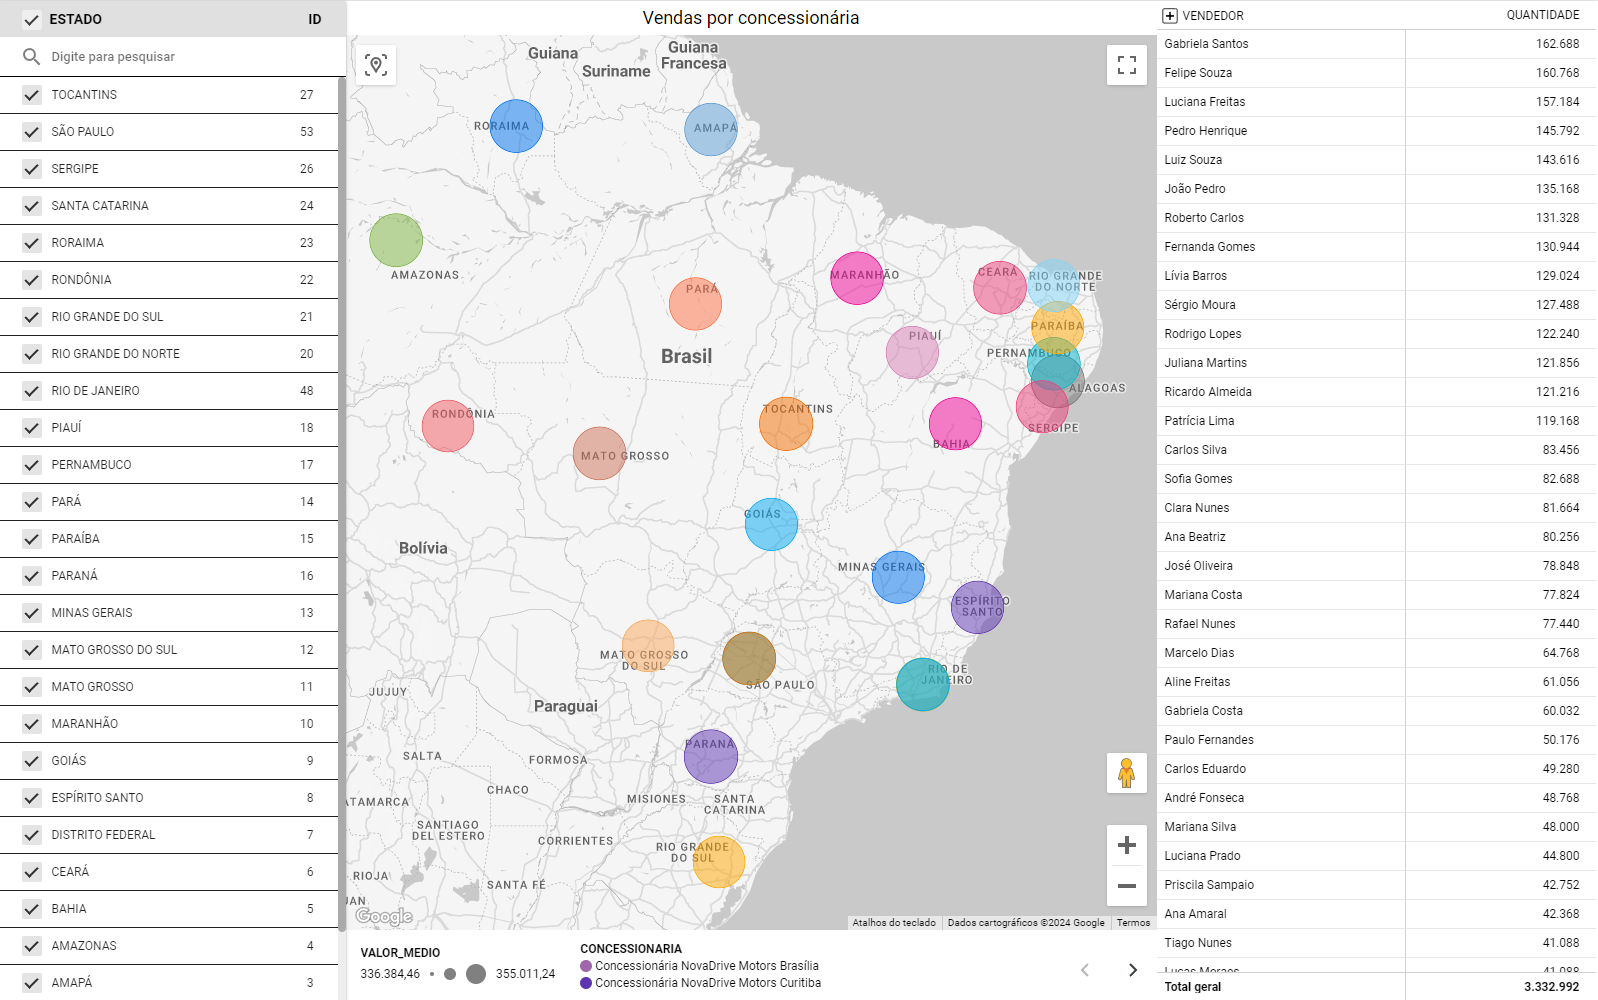 ESTADO ID
Digite para pesquisar
TOCANTINS 27
SÃO PAULO 53
SERGIPE 26
SANTA CATARINA 24
RORAIMA 23
RONDÔNIA 22
RIO GRANDE DO SUL 21
RIO GRANDE DO NORTE 20
RIO DE JANEIRO 48
PIAUÍ 18
PERNAMBUCO 17
PARÁ 14
PARAÍBA 15
PARANÁ 16
MINAS GERAIS 13
MATO GROSSO DO SUL 12
MATO GROSSO 11
MARANHÃO 10
GOIÁS 9
ESPÍRITO SANTO 8
DISTRITO FEDERAL 7
CEARÁ 6
BAHIA 5
AMAZONAS 4
AMAPÁ 3
Vendas por concessionária
Guiana
Suriname
Guiana
Francesa
RORAIMA
AMAPÁ
AMAZONAS
PARÁ
MARANHÃO
CEARÁ
RIO GRANDE
DO NORTE
PARAÍBA
PIAUÍ
PERNAMBUCO
Brasil
ALAGOAS
SERGIPE
RONDÔNIA
TOCANTINS
BAHIA
MATO GROSSO
GOIÁS
Bolívia
MINAS GERAIS
ESPÍRITO
SANTO
MATO GROSSO
DO SUL
SÃO PAULO
RIO DE
JANEIRO
JUJUY
Paraguai
PARANÁ
SALTA
FORMOSA
CHACO
MISIONES
SANTA
CATARINA
ATAMARCA
SANTIAGO
DEL ESTERO
CORRIENTES
RIO GRANDE
DO SUL
RIOJA
SANTA FÉ
JAN
Google
Atalhos do teclado
Dados cartográficos ©2024 Google
Termos
VALOR_MEDIO
336.384,46 355.011,24
CONCESSIONARIA
Concessionária NovaDrive Motors Brasília
Concessionária NovaDrive Motors Curitiba
VENDEDOR QUANTIDADE
Gabriela Santos 162.688
Felipe Souza 160.768
Luciana Freitas 157.184
Pedro Henrique 145.792
Luiz Souza 143.616
João Pedro 135.168
Roberto Carlos 131.328
Fernanda Gomes 130.944
Lívia Barros 129.024
Sérgio Moura 127.488
Rodrigo Lopes 122.240
Juliana Martins 121.856
Ricardo Almeida 121.216
Patrícia Lima 119.168
Carlos Silva 83.456
Sofia Gomes 82.688
Clara Nunes 81.664
Ana Beatriz 80.256
José Oliveira 78.848
Mariana Costa 77.824
Rafael Nunes 77.440
Marcelo Dias 64.768
Aline Freitas 61.056
Gabriela Costa 60.032
Paulo Fernandes 50.176
Carlos Eduardo 49.280
André Fonseca 48.768
Mariana Silva 48.000
Luciana Prado 44.800
Priscila Sampaio 42.752
Ana Amaral 42.368
Tiago Nunes 41.088
Lucas Moraes 41.088
Total geral 3.332.992